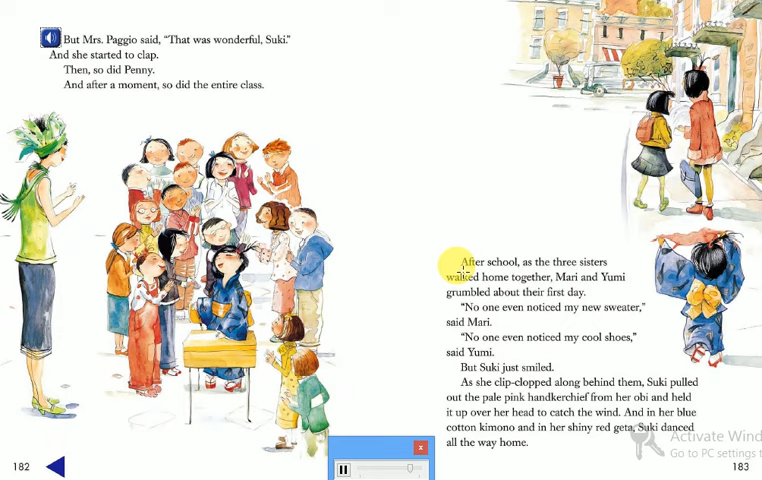 But Mrs. Paggio said, “That was wonderful, Suki.”
And she started to clap.
Then, so did Penny.
And after a moment, so did the entire class.
After school, as the three sisters
walked home together, Mari and Yumi
grumbled about their first day.
“No one even noticed my new sweater,”
said Mari.
“No one even noticed my cool shoes,”
said Yumi.
But Suki just smiled.
As she clip-clopped along behind them, Suki pulled
out the pale pink handkerchief from her obi and held
it up over her head to catch the wind. And in her blue
cotton kimono and in her shiny red geta, Suki danced
all the way home.
Activate Wind
Go to PC settings t
182
183